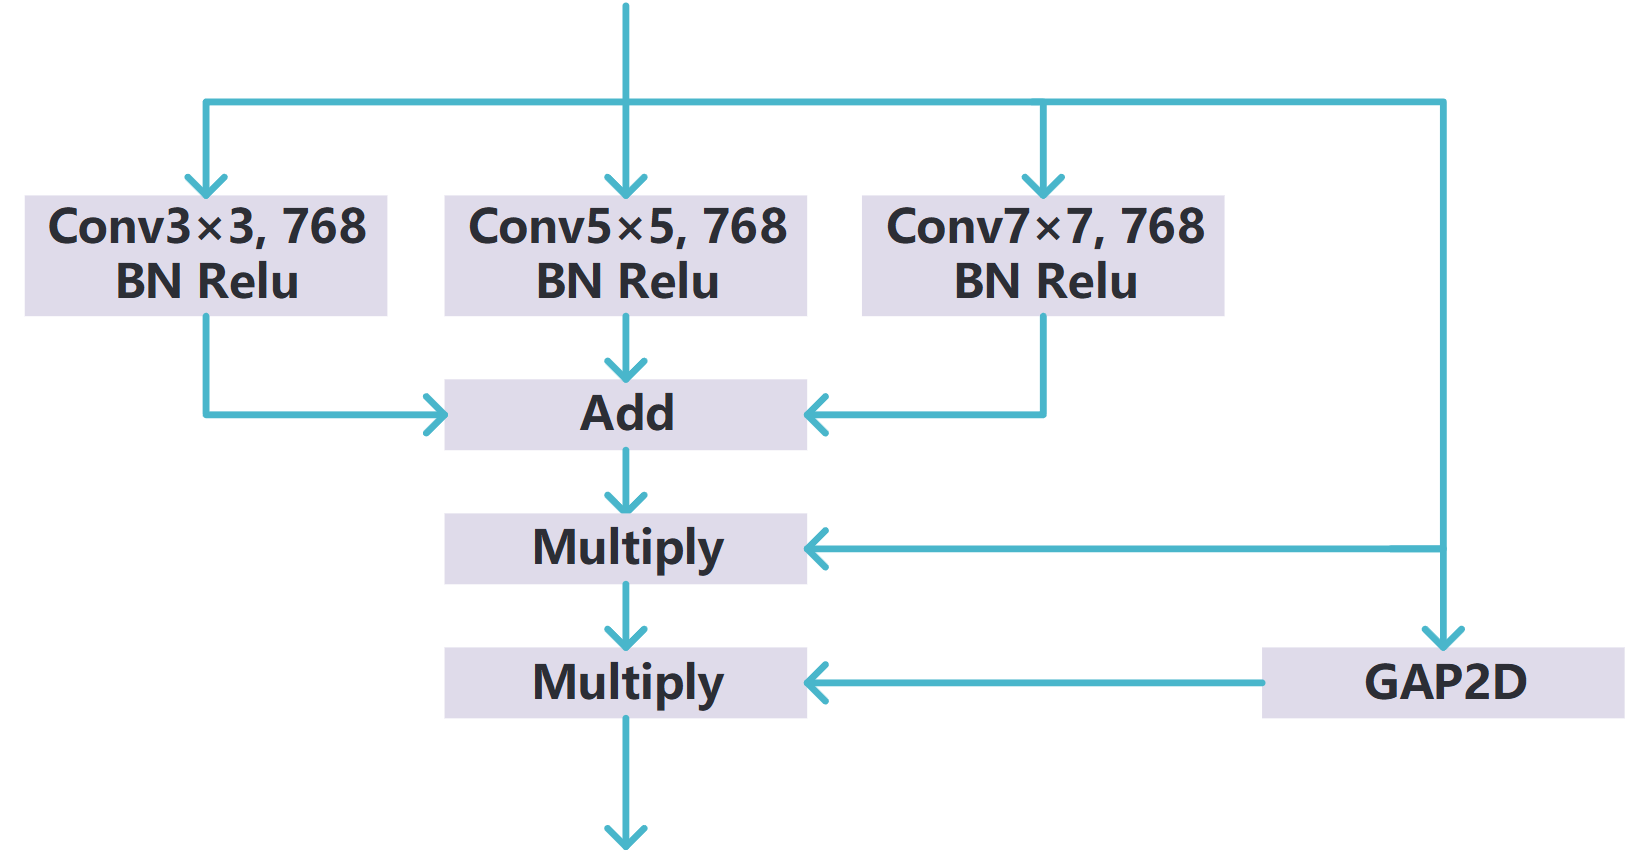 Conv3×3, 768
BN Relu
Conv5×5, 768
BN Relu
Conv7×7, 768
BN Relu
Add
Multiply
Multiply
GAP2D